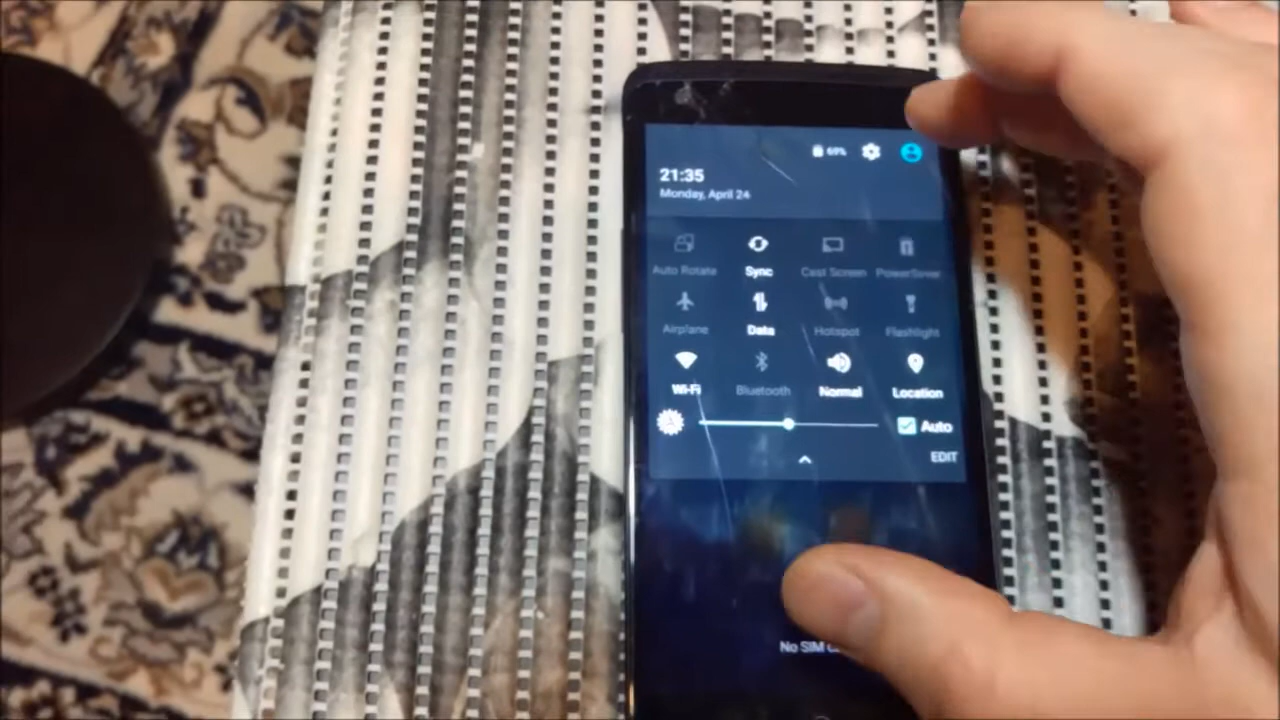 69%
21:35
Monday, April 24
Auto Rotate Sync Cast Screen PowerSaver
Airplane Data Hotspot Flashlight
Wi-Fi Bluetooth Normal Location
Auto
EDIT
No SIM